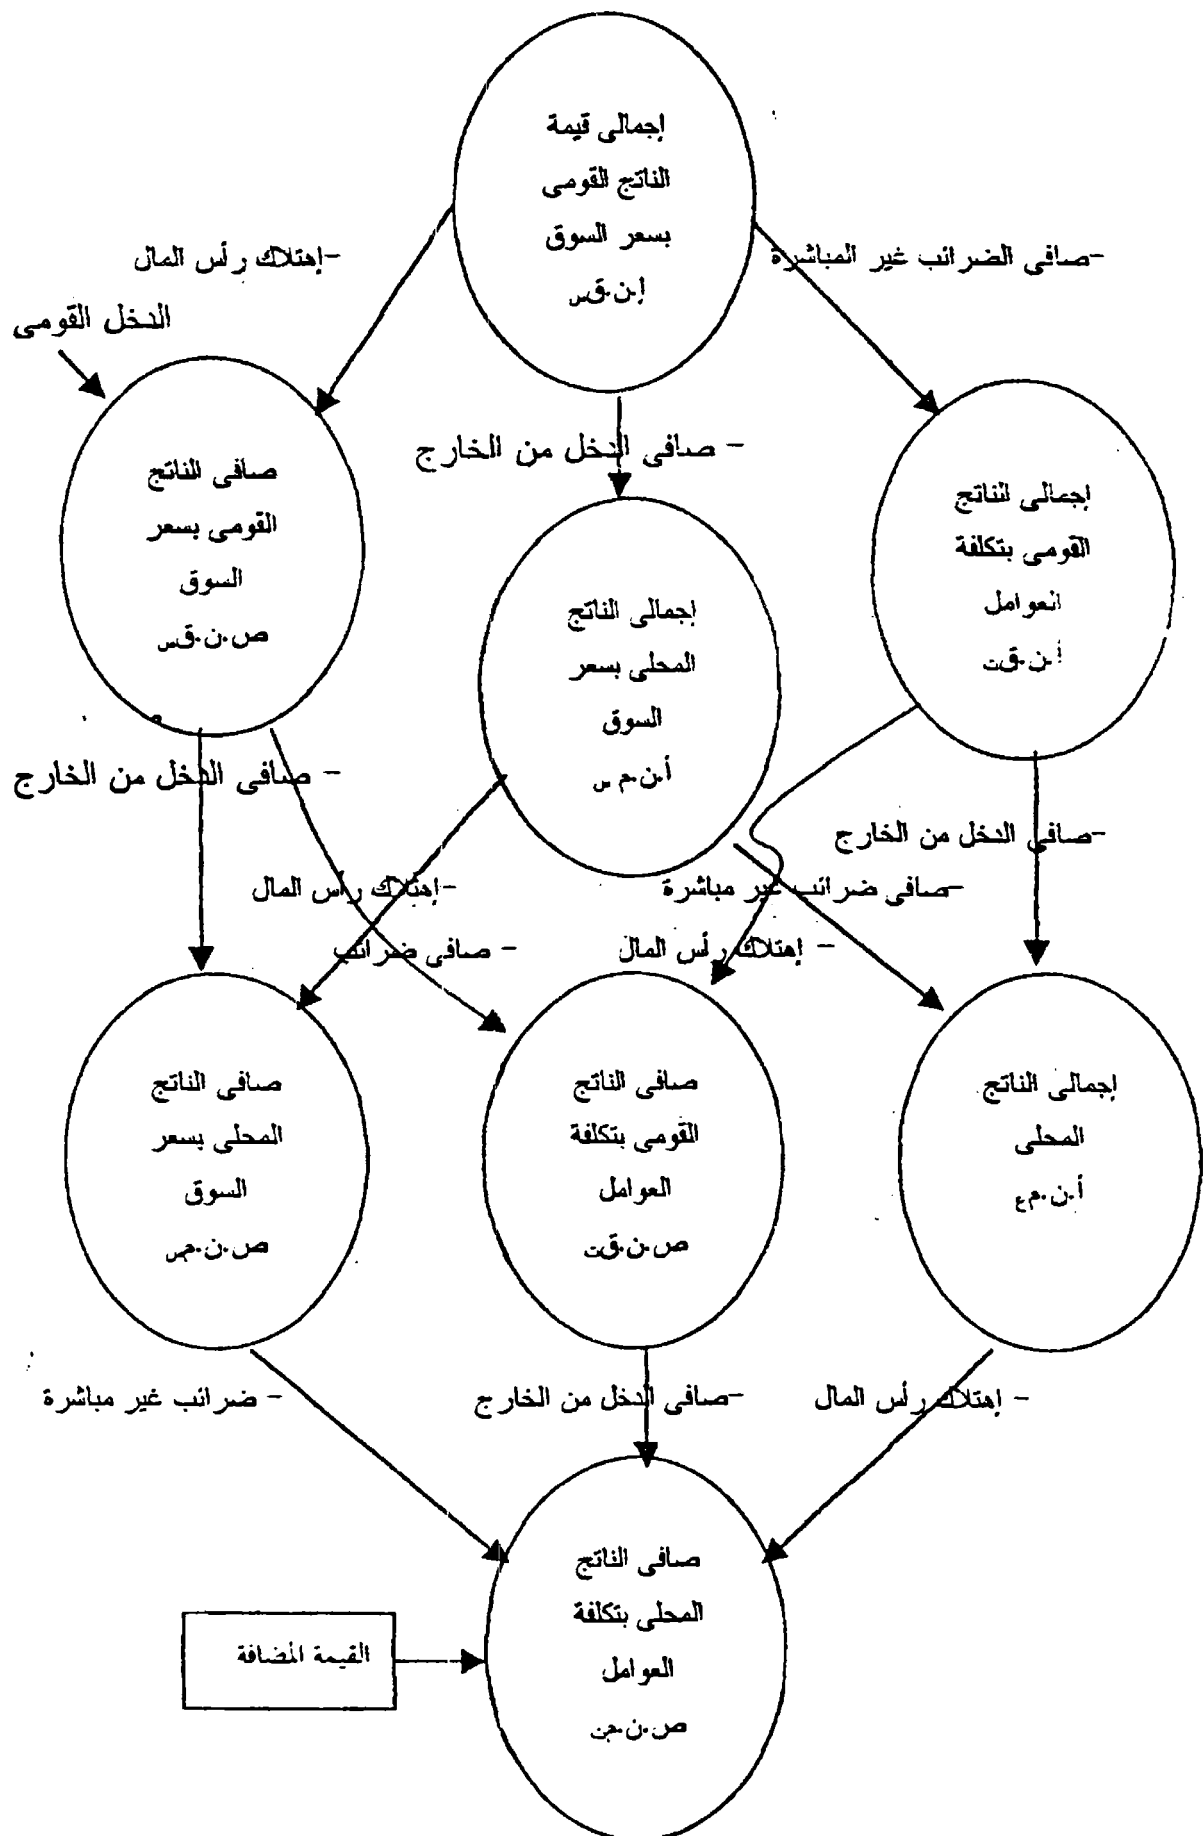 إجمالى قيمة
الناتج القومى
بسعر السوق
إ.ن.ق س
-صافى الضرائب غير المباشرة
-إهتلاك رأس المال
الدخل القومى
- صافى الدخل من الخارج
إجمالى الناتج
القومى بتكلفة
العوامل
أ.ن.ق ت
صافى الناتج
القومى بسعر
السوق
ص.ن.ق س
إجمالى الناتج
المحلى بسعر
السوق
أ.ن.م س
- صافى الدخل من الخارج
-صافى الدخل من الخارج
-صافى ضرائب غير مباشرة
-إهتلاك رأس المال
- إهتلاك رأس المال
- صافى ضرائب
إجمالى الناتج
المحلى
أ.ن.م ع
صافى الناتج
القومى بتكلفة
العوامل
ص.ن.ق ت
صافى الناتج
المحلى بسعر
السوق
ص.ن.م س
- إهتلاك رأس المال
-صافى الدخل من الخارج
- ضرائب غير مباشرة
صافى الناتج
المحلى بتكلفة
العوامل
ص.ن.م ت
القيمة المضافة